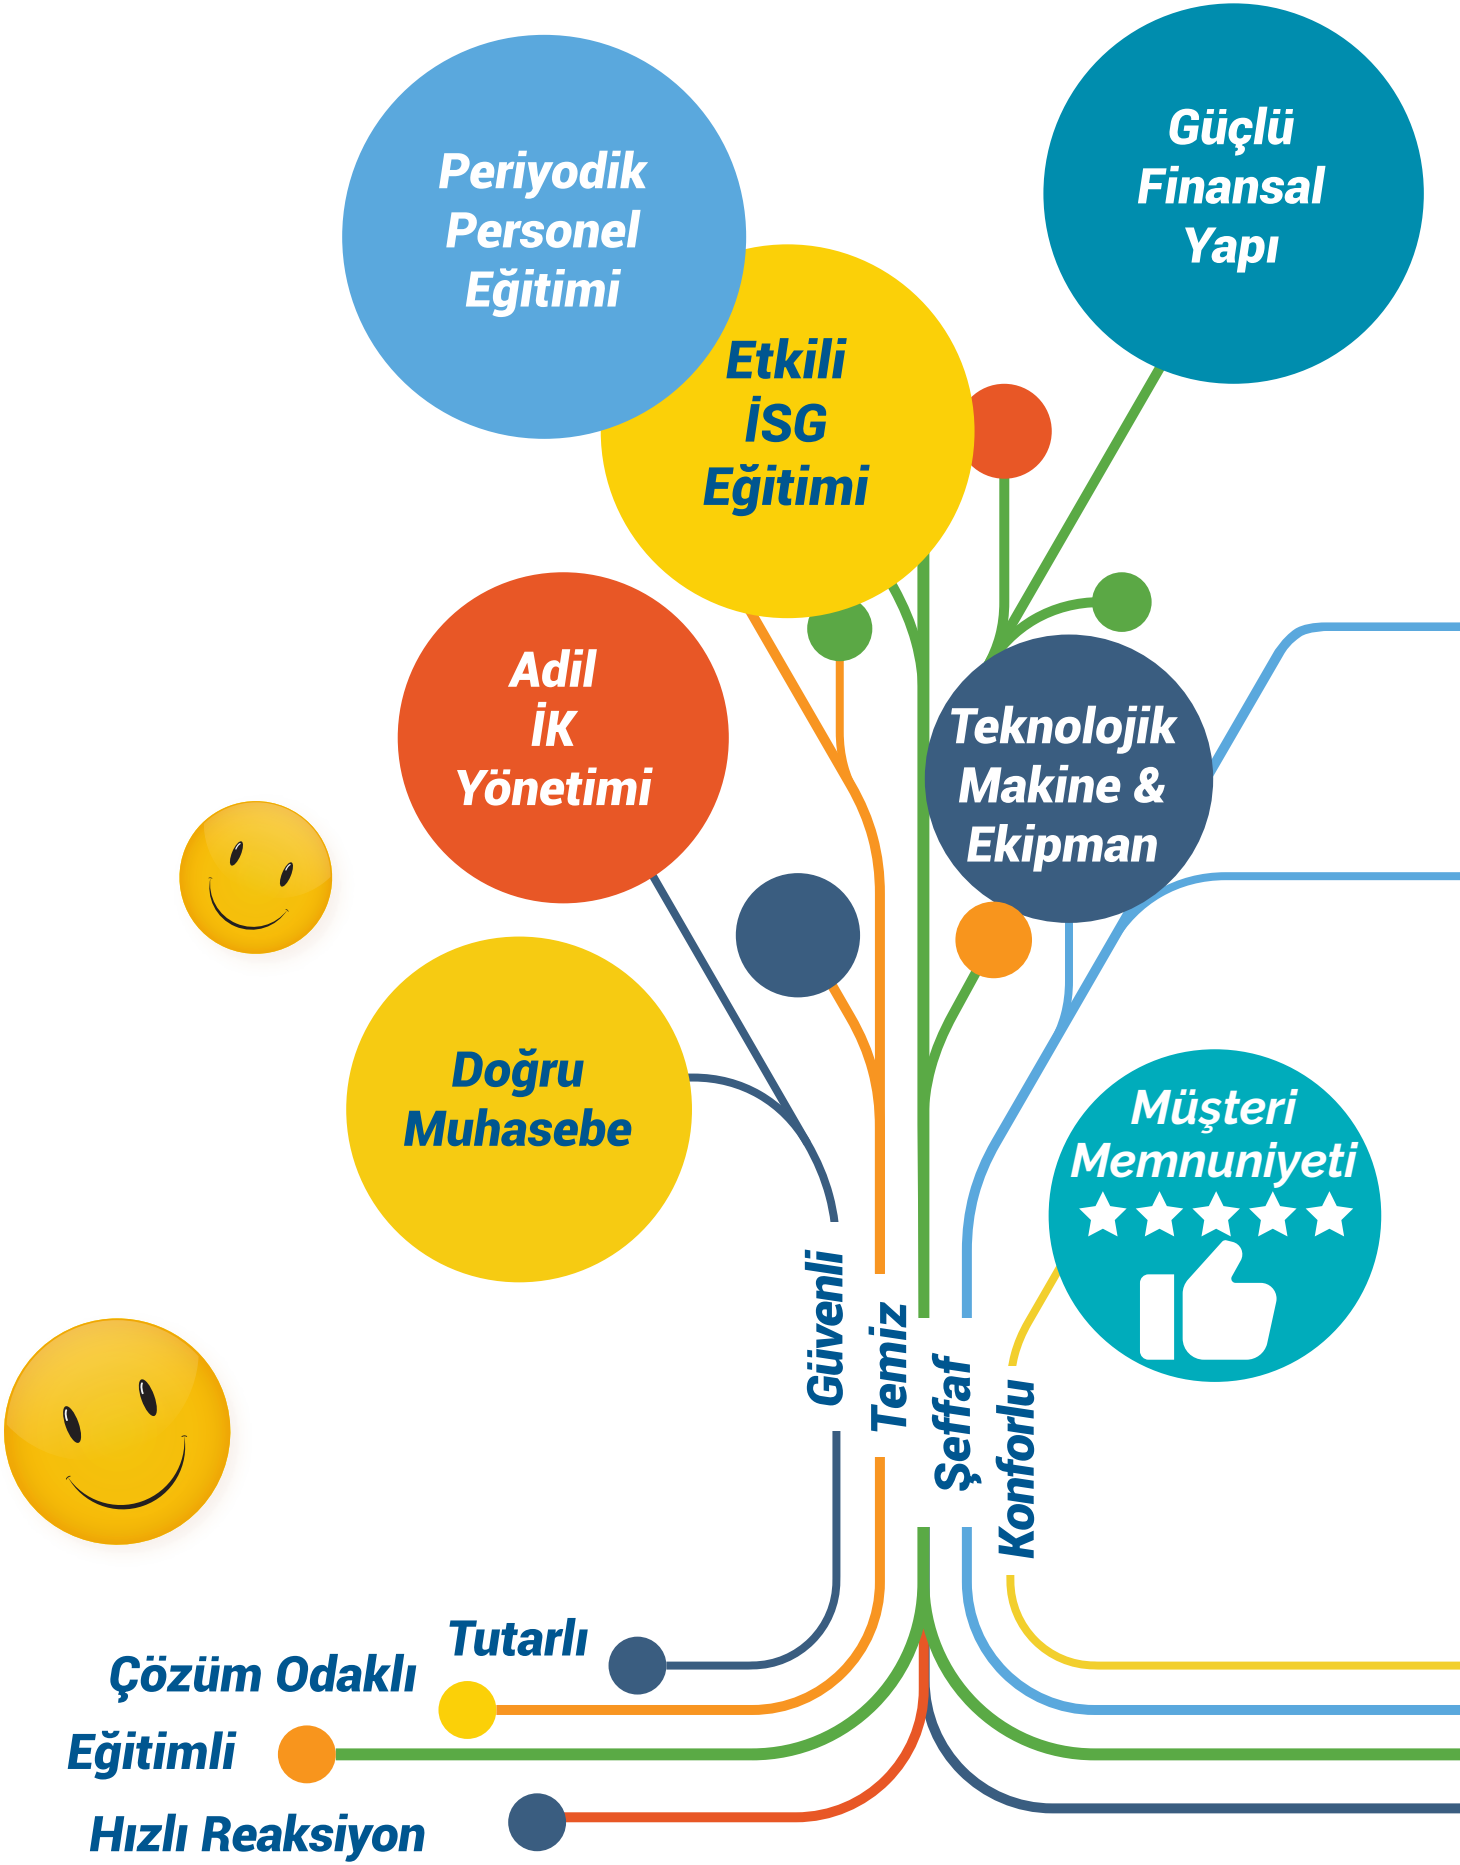 Periyodik
Personel
Eğitimi
Güçlü
Finansal
Yapı
Etkili
İSG
Eğitimi
Adil
İK
Yönetimi
Teknolojik
Makine &
Ekipman
Doğru
Muhasebe
Müşteri
Memnuniyeti
Güvenli
Temiz
Şeffaf
Konforlu
Tutarlı
Çözüm Odaklı
Eğitimli
Hızlı Reaksiyon